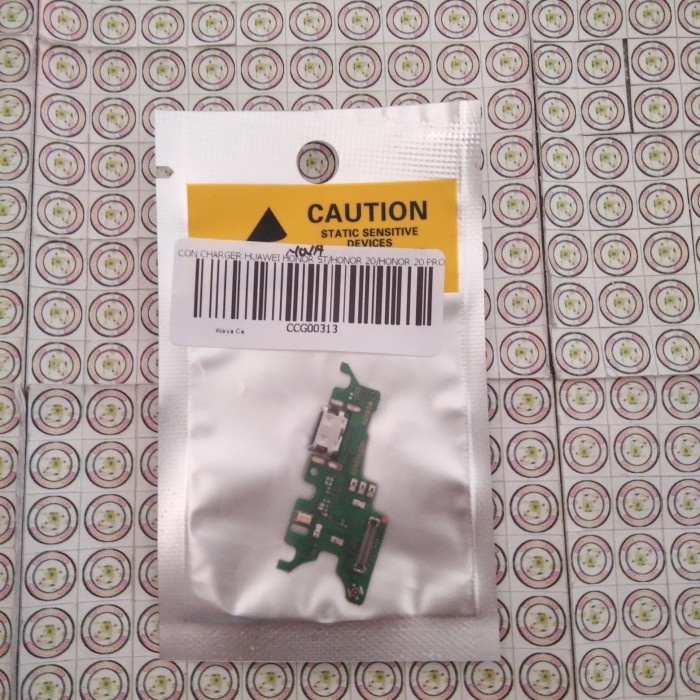 CAUTION
STATIC SENSITIVE
DEVICES
NOVA
CON CHARGER HUAWEI HONOR 5T/HONOR 20/HONOR 20 PRO
CCG00313